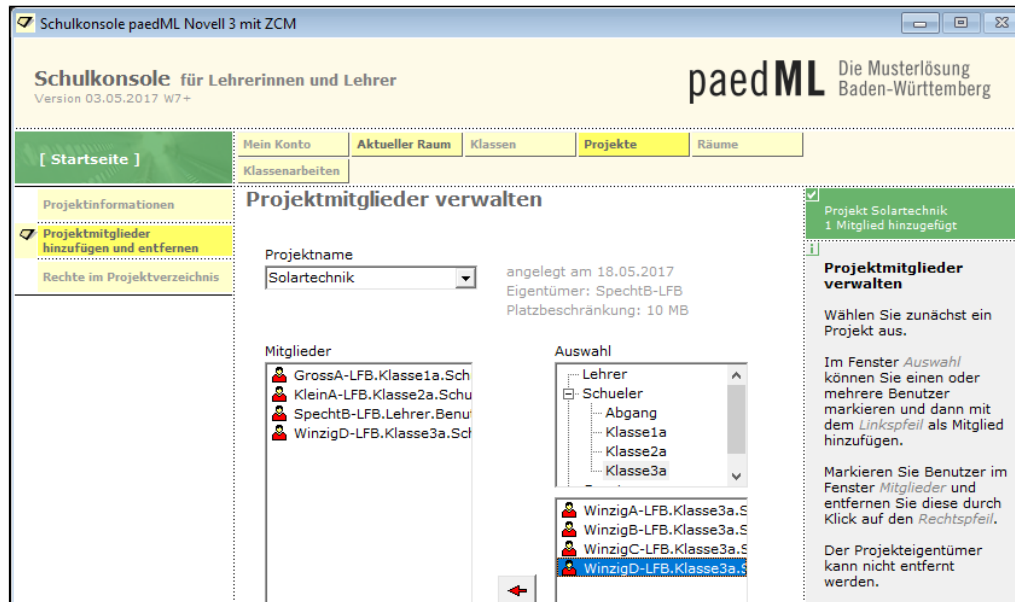 Schulkonsole paedML Novell 3 mit ZCM
Schulkonsole für Lehrerinnen und Lehrer
Version 03.05.2017 W7+
paedML Die Musterlösung
Baden-Württemberg
[ Startseite ]
Mein Konto
Aktueller Raum
Klassen
Projekte
Räume
Klassenarbeiten
Projektinformationen
Projektmitglieder
hinzufügen und entfernen
Rechte im Projektverzeichnis
Projektmitglieder verwalten
Projektname
Solartechnik
angelegt am 18.05.2017
Eigentümer: SpechtB-LFB
Platzbeschränkung: 10 MB
Mitglieder
GrossA-LFB.Klasse1a.Sch
KleinA-LFB.Klasse2a.Schu
SpechtB-LFB.Lehrer.Benu
WinzigD-LFB.Klasse3a.Sch
Auswahl
Lehrer
Schueler
Abgang
Klasse1a
Klasse2a
Klasse3a
WinzigA-LFB.Klasse3a.S
WinzigB-LFB.Klasse3a.S
WinzigC-LFB.Klasse3a.S
WinzigD-LFB.Klasse3a.S
Projekt Solartechnik
1 Mitglied hinzugefügt
Projektmitglieder
verwalten
Wählen Sie zunächst ein
Projekt aus.
Im Fenster Auswahl
können Sie einen oder
mehrere Benutzer
markieren und dann mit
dem Linkspfeil als Mitglied
hinzufügen.
Markieren Sie Benutzer im
Fenster Mitglieder und
entfernen Sie diese durch
Klick auf den Rechtspfeil.
Der Projekteigentümer
kann nicht entfernt
werden.